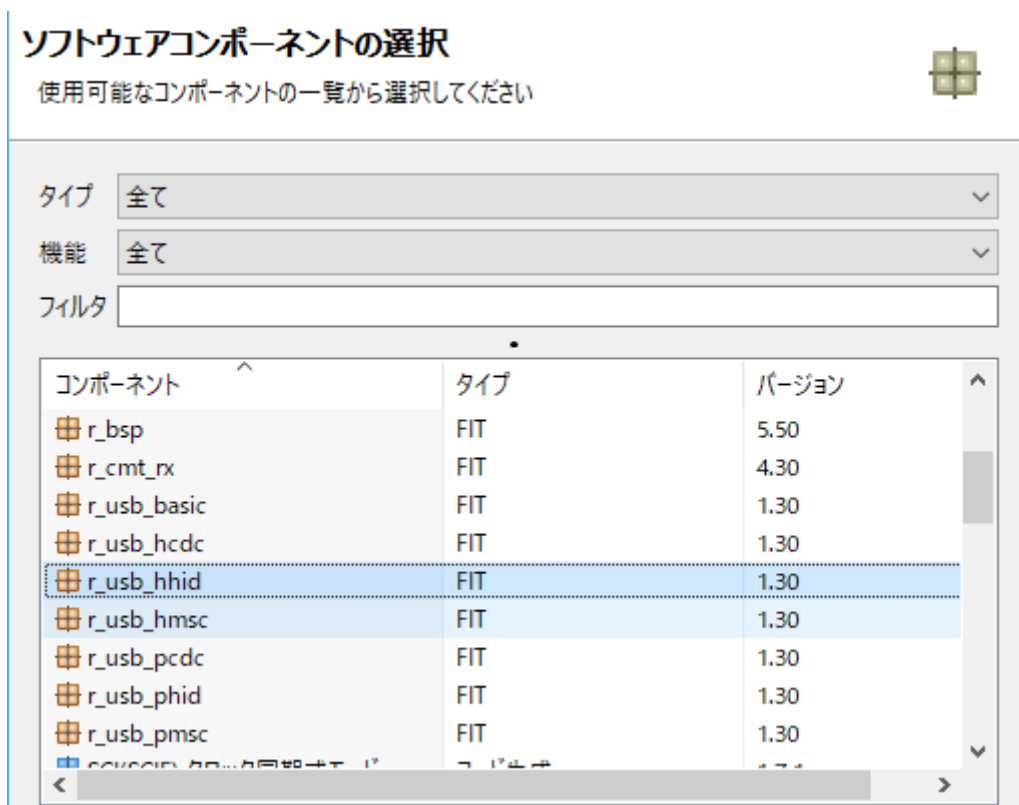 ソフトウェアコンポーネントの選択
使用可能なコンポーネントの一覧から選択してください
タイプ 全て
機能 全て
フィルタ
コンポーネント タイプ バージョン
r_bsp FIT 5.50
r_cmt_rx FIT 4.30
r_usb_basic FIT 1.30
r_usb_hcdc FIT 1.30
r_usb_hhid FIT 1.30
r_usb_hmsc FIT 1.30
r_usb_pcdc FIT 1.30
r_usb_phid FIT 1.30
r_usb_pmsc FIT 1.30